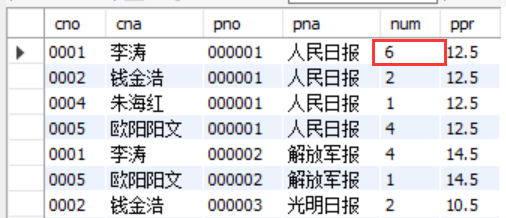 cno cna pno pna num ppr
0001 李涛 000001 人民日报 6 12.5
0002 钱金浩 000001 人民日报 2 12.5
0004 朱海红 000001 人民日报 1 12.5
0005 欧阳阳文 000001 人民日报 4 12.5
0001 李涛 000002 解放军报 4 14.5
0005 欧阳阳文 000002 解放军报 1 14.5
0002 钱金浩 000003 光明日报 2 10.5